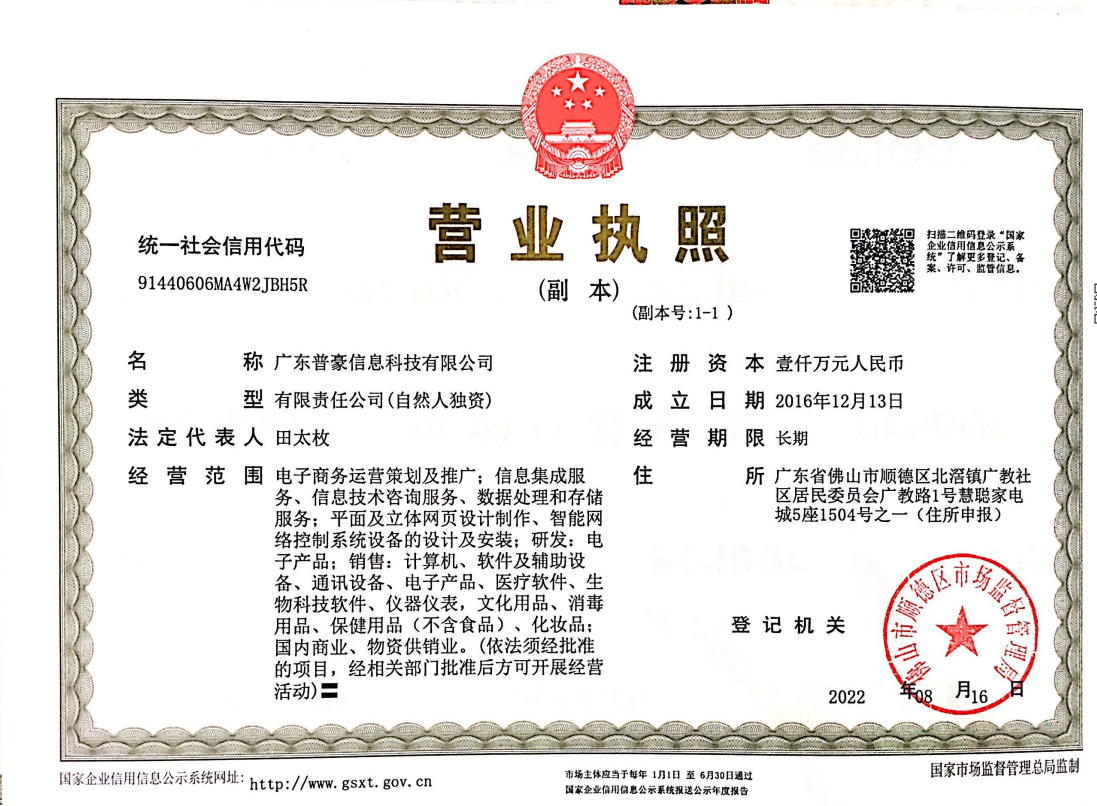 营业执照
(副 本)
(副本号:1-1 )
统一社会信用代码
91440606MA4W2JBH5R
扫描二维码登录“国家
企业信用信息公示系
统”了解更多登记、备
案、许可、监管信息。
名 称 广东普豪信息科技有限公司
类 型 有限责任公司(自然人独资)
法定代表人 田太枚
经营范围 电子商务运营策划及推广；信息集成服
务、信息技术咨询服务、数据处理和存储
服务；平面及立体网页设计制作、智能网
络控制系统设备的设计及安装；研发：电
子产品；销售：计算机、软件及辅助设
备、通讯设备、电子产品、医疗软件、生
物科技软件、仪器仪表，文化用品、消毒
用品、保健用品（不含食品）、化妆品；
国内商业、物资供销业。(依法须经批准
的项目，经相关部门批准后方可开展经营
活动)〓
注册资本 壹仟万元人民币
成立日期 2016年12月13日
经营期限 长期
住 所 广东省佛山市顺德区北滘镇广教社
区居民委员会广教路1号慧聪家电
城5座1504号之一（住所申报）
登记机关
佛山市顺德区市场监督管理局
2022 年08 月16 日
国家企业信用信息公示系统网址：http://www.gsxt.gov.cn
市场主体应当于每年 1月1日 至 6月30日通过
国家企业信用信息公示系统报送公示年度报告
国家市场监督管理总局监制